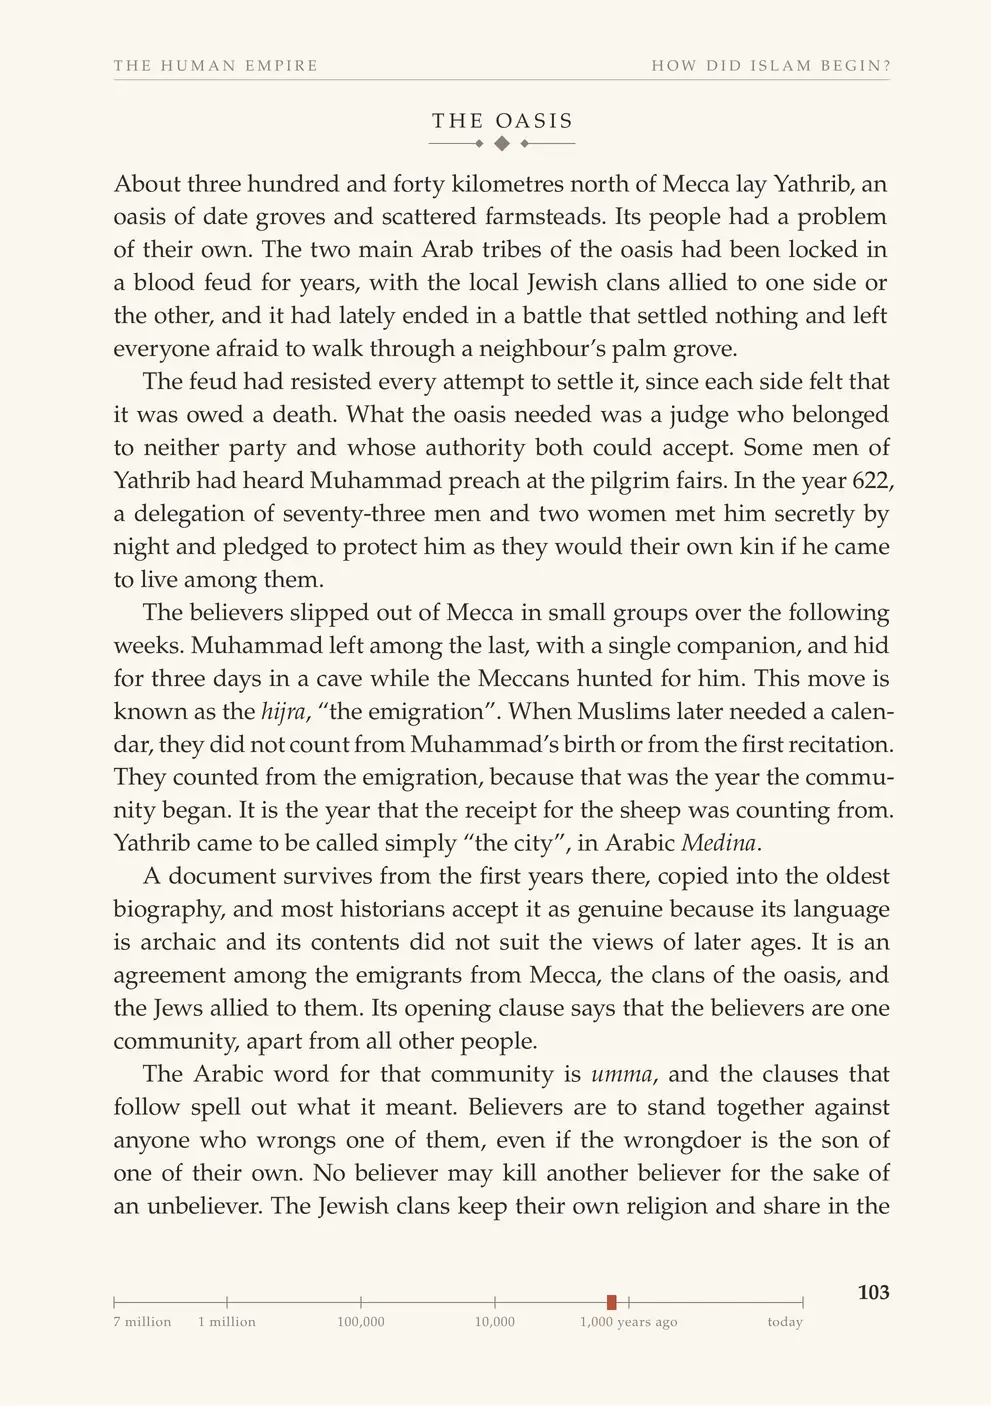 THE HUMAN EMPIRE
HOW DID ISLAM BEGIN?
THE OASIS
About three hundred and forty kilometres north of Mecca lay Yathrib, an
oasis of date groves and scattered farmsteads. Its people had a problem
of their own. The two main Arab tribes of the oasis had been locked in
a blood feud for years, with the local Jewish clans allied to one side or
the other, and it had lately ended in a battle that settled nothing and left
everyone afraid to walk through a neighbour’s palm grove.
The feud had resisted every attempt to settle it, since each side felt that
it was owed a death. What the oasis needed was a judge who belonged
to neither party and whose authority both could accept. Some men of
Yathrib had heard Muhammad preach at the pilgrim fairs. In the year 622,
a delegation of seventy-three men and two women met him secretly by
night and pledged to protect him as they would their own kin if he came
to live among them.
The believers slipped out of Mecca in small groups over the following
weeks. Muhammad left among the last, with a single companion, and hid
for three days in a cave while the Meccans hunted for him. This move is
known as the hijra, “the emigration”. When Muslims later needed a calen-
dar, they did not count from Muhammad’s birth or from the first recitation.
They counted from the emigration, because that was the year the commu-
nity began. It is the year that the receipt for the sheep was counting from.
Yathrib came to be called simply “the city”, in Arabic Medina.
A document survives from the first years there, copied into the oldest
biography, and most historians accept it as genuine because its language
is archaic and its contents did not suit the views of later ages. It is an
agreement among the emigrants from Mecca, the clans of the oasis, and
the Jews allied to them. Its opening clause says that the believers are one
community, apart from all other people.
The Arabic word for that community is umma, and the clauses that
follow spell out what it meant. Believers are to stand together against
anyone who wrongs one of them, even if the wrongdoer is the son of
one of their own. No believer may kill another believer for the sake of
an unbeliever. The Jewish clans keep their own religion and share in the
103
7 million 1 million 100,000 10,000 1,000 years ago today